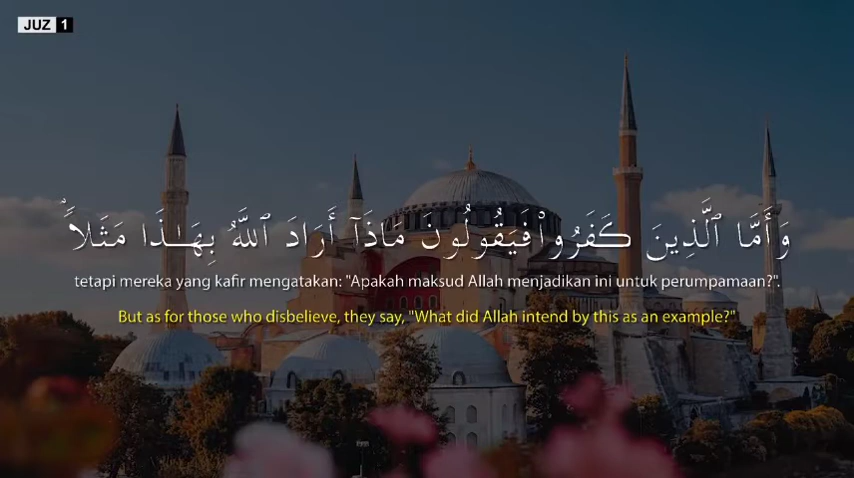 JUZ 1
وَأَمَّا ٱلَّذِينَ كَفَرُوا۟ فَيَقُولُونَ مَاذَآ أَرَادَ ٱللَّهُ بِهَـٰذَا مَثَلاًۘ
tetapi mereka yang kafir mengatakan: "Apakah maksud Allah menjadikan ini untuk perumpamaan?".
But as for those who disbelieve, they say, "What did Allah intend by this as an example?"